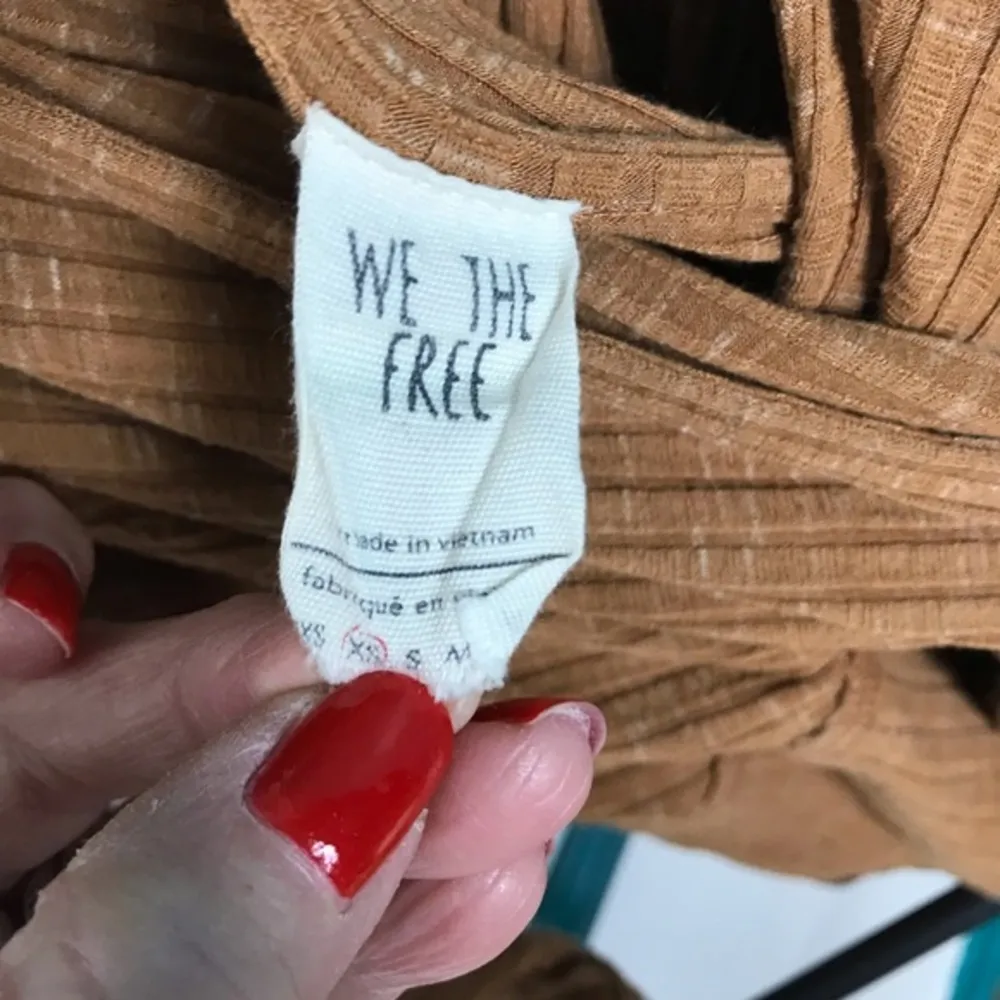 WE THE
FREE
made in vietnam
fabriqué en
XS XS S M